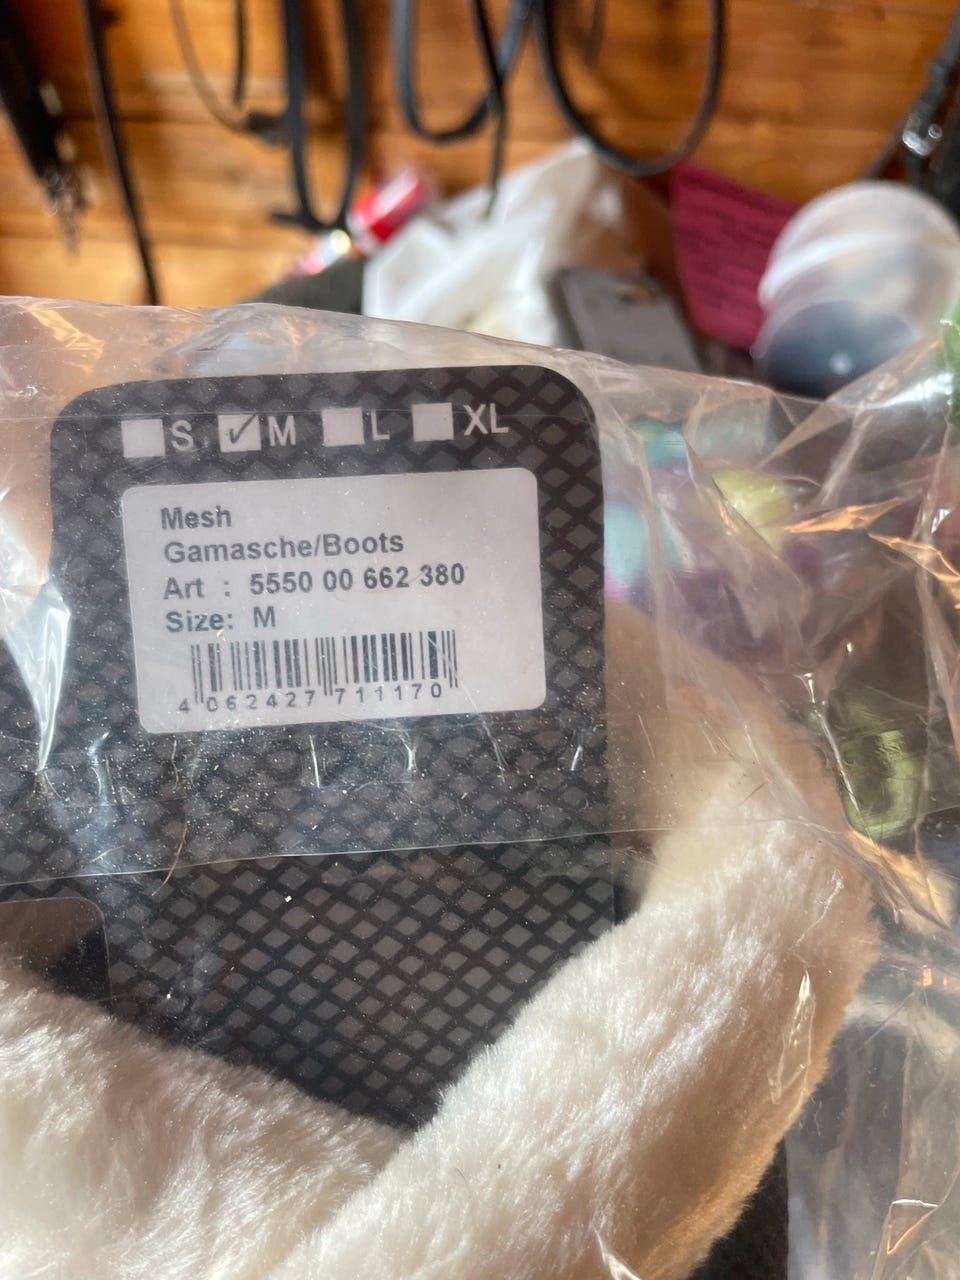 S M L XL
Mesh
Gamasche/Boots
Art : 5550 00 662 380
Size: M
4 062427 711170